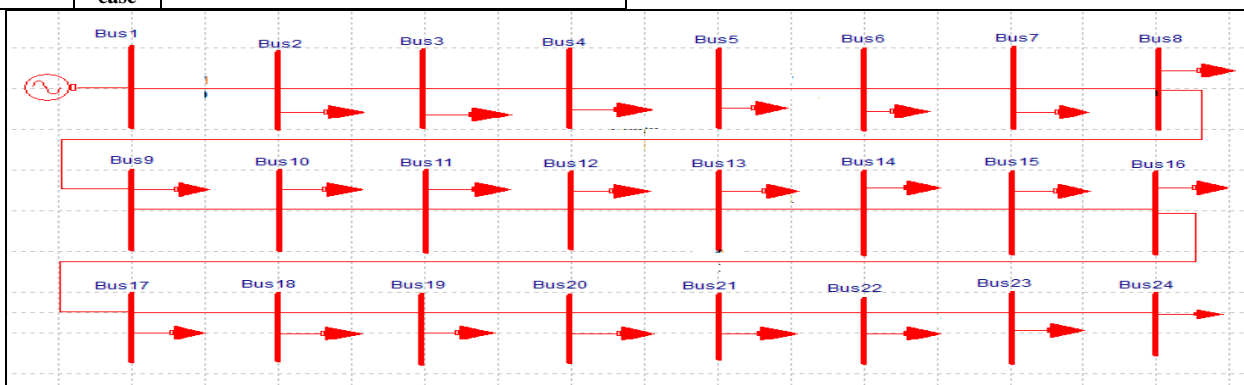 case
Bus1 Bus2 Bus3 Bus4 Bus5 Bus6 Bus7 Bus8
Bus9 Bus10 Bus11 Bus12 Bus13 Bus14 Bus15 Bus16
Bus17 Bus18 Bus19 Bus20 Bus21 Bus22 Bus23 Bus24